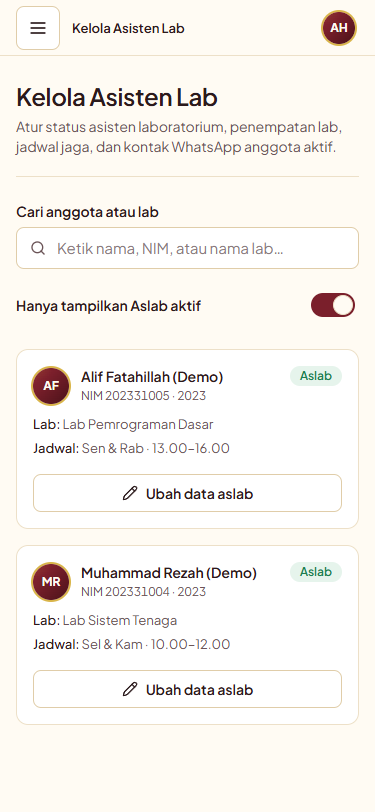 Kelola Asisten Lab
AH
Kelola Asisten Lab
Atur status asisten laboratorium, penempatan lab,
jadwal jaga, dan kontak WhatsApp anggota aktif.
Cari anggota atau lab
Ketik nama, NIM, atau nama lab...
Hanya tampilkan Aslab aktif
AF
Alif Fatahillah (Demo)
Aslab
NIM 202331005 · 2023
Lab: Lab Pemrograman Dasar
Jadwal: Sen & Rab · 13.00–16.00
Ubah data aslab
MR
Muhammad Rezah (Demo)
Aslab
NIM 202331004 · 2023
Lab: Lab Sistem Tenaga
Jadwal: Sel & Kam · 10.00–12.00
Ubah data aslab